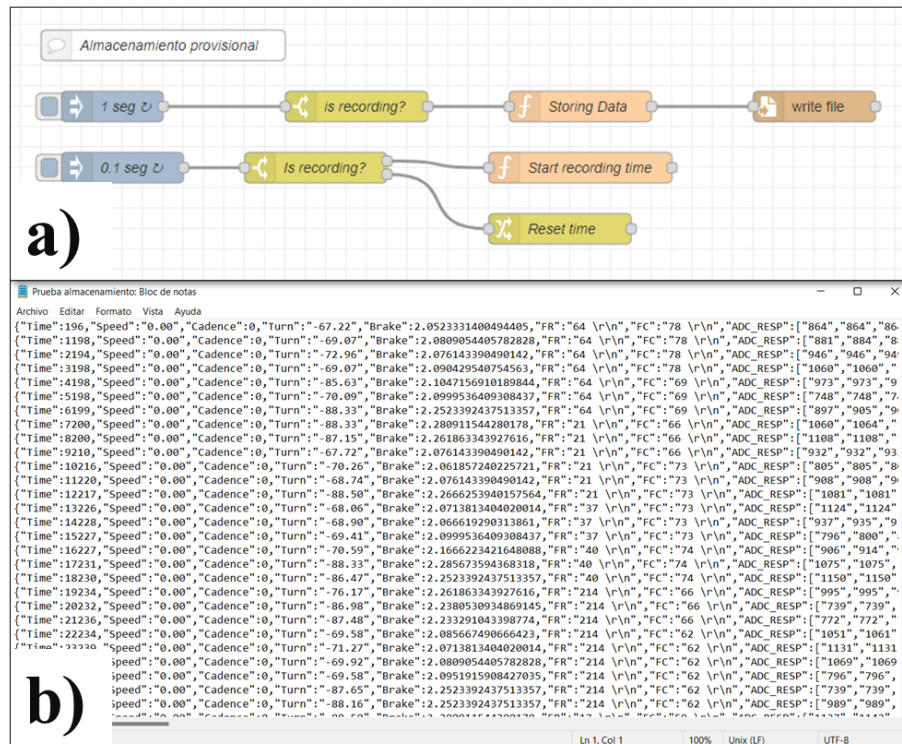 Almacenamiento provisional
1 seg ↻ is recording? Storing Data write file
0.1 seg ↻ Is recording? Start recording time
Reset time
a)
Prueba almacenamiento: Bloc de notas
Archivo Editar Formato Vista Ayuda
{"Time":196,"Speed":"0.00","Cadence":0,"Turn":"-67.22","Brake":2.0523331400494405,"FR":"64 \r\n","FC":"78 \r\n","ADC_RESP":["864","864","86
{"Time":1198,"Speed":"0.00","Cadence":0,"Turn":"-69.07","Brake":2.0809054405782828,"FR":"64 \r\n","FC":"78 \r\n","ADC_RESP":["881","884","8
{"Time":2194,"Speed":"0.00","Cadence":0,"Turn":"-72.96","Brake":2.076143390490142,"FR":"64 \r\n","FC":"78 \r\n","ADC_RESP":["946","946","94
{"Time":3198,"Speed":"0.00","Cadence":0,"Turn":"-69.07","Brake":2.090429540754563,"FR":"64 \r\n","FC":"78 \r\n","ADC_RESP":["1060","1060","
{"Time":4198,"Speed":"0.00","Cadence":0,"Turn":"-85.63","Brake":2.1047156910189844,"FR":"64 \r\n","FC":"69 \r\n","ADC_RESP":["973","973","9
{"Time":5198,"Speed":"0.00","Cadence":0,"Turn":"-70.09","Brake":2.0999536409308437,"FR":"64 \r\n","FC":"69 \r\n","ADC_RESP":["748","748","7
{"Time":6199,"Speed":"0.00","Cadence":0,"Turn":"-88.33","Brake":2.2523392437513357,"FR":"64 \r\n","FC":"69 \r\n","ADC_RESP":["897","905","9
{"Time":7200,"Speed":"0.00","Cadence":0,"Turn":"-88.33","Brake":2.280911544280178,"FR":"21 \r\n","FC":"66 \r\n","ADC_RESP":["1060","1064","
{"Time":8200,"Speed":"0.00","Cadence":0,"Turn":"-87.15","Brake":2.261863343927616,"FR":"21 \r\n","FC":"66 \r\n","ADC_RESP":["1108","1108","
{"Time":9210,"Speed":"0.00","Cadence":0,"Turn":"-67.72","Brake":2.076143390490142,"FR":"21 \r\n","FC":"66 \r\n","ADC_RESP":["932","932","93
{"Time":10216,"Speed":"0.00","Cadence":0,"Turn":"-70.26","Brake":2.061857240225721,"FR":"21 \r\n","FC":"73 \r\n","ADC_RESP":["805","805","8
{"Time":11220,"Speed":"0.00","Cadence":0,"Turn":"-68.74","Brake":2.076143390490142,"FR":"21 \r\n","FC":"73 \r\n","ADC_RESP":["908","908","9
{"Time":12217,"Speed":"0.00","Cadence":0,"Turn":"-88.50","Brake":2.2666253940157564,"FR":"21 \r\n","FC":"73 \r\n","ADC_RESP":["1081","1081"
{"Time":13226,"Speed":"0.00","Cadence":0,"Turn":"-68.06","Brake":2.0713813404020014,"FR":"37 \r\n","FC":"73 \r\n","ADC_RESP":["1124","1124"
{"Time":14228,"Speed":"0.00","Cadence":0,"Turn":"-68.90","Brake":2.066619290313861,"FR":"37 \r\n","FC":"73 \r\n","ADC_RESP":["937","935","9
{"Time":15227,"Speed":"0.00","Cadence":0,"Turn":"-69.41","Brake":2.0999536409308437,"FR":"37 \r\n","FC":"73 \r\n","ADC_RESP":["796","800","
{"Time":16227,"Speed":"0.00","Cadence":0,"Turn":"-70.59","Brake":2.1666223421648088,"FR":"40 \r\n","FC":"74 \r\n","ADC_RESP":["906","914","
{"Time":17231,"Speed":"0.00","Cadence":0,"Turn":"-88.33","Brake":2.285673594368318,"FR":"40 \r\n","FC":"74 \r\n","ADC_RESP":["1075","1075",
{"Time":18230,"Speed":"0.00","Cadence":0,"Turn":"-86.47","Brake":2.2523392437513357,"FR":"40 \r\n","FC":"74 \r\n","ADC_RESP":["1150","1150"
{"Time":19234,"Speed":"0.00","Cadence":0,"Turn":"-76.17","Brake":2.261863343927616,"FR":"214 \r\n","FC":"66 \r\n","ADC_RESP":["995","995","
{"Time":20232,"Speed":"0.00","Cadence":0,"Turn":"-86.98","Brake":2.2380530934869145,"FR":"214 \r\n","FC":"66 \r\n","ADC_RESP":["739","739",
{"Time":21236,"Speed":"0.00","Cadence":0,"Turn":"-87.48","Brake":2.233291043398774,"FR":"214 \r\n","FC":"66 \r\n","ADC_RESP":["772","772","
{"Time":22234,"Speed":"0.00","Cadence":0,"Turn":"-69.58","Brake":2.085667490666423,"FR":"214 \r\n","FC":"62 \r\n","ADC_RESP":["1051","1061"
{"Time":23239,"Speed":"0.00","Cadence":0,"Turn":"-71.27","Brake":2.0713813404020014,"FR":"214 \r\n","FC":"62 \r\n","ADC_RESP":["1131","1131
Speed":"0.00","Cadence":0,"Turn":"-69.92","Brake":2.0809054405782828,"FR":"214 \r\n","FC":"62 \r\n","ADC_RESP":["1069","1069
Speed":"0.00","Cadence":0,"Turn":"-69.58","Brake":2.0951915908427035,"FR":"214 \r\n","FC":"62 \r\n","ADC_RESP":["796","796",
Speed":"0.00","Cadence":0,"Turn":"-87.65","Brake":2.2523392437513357,"FR":"214 \r\n","FC":"62 \r\n","ADC_RESP":["739","739",
Speed":"0.00","Cadence":0,"Turn":"-88.16","Brake":2.2523392437513357,"FR":"214 \r\n","FC":"62 \r\n","ADC_RESP":["989","989",
b)
Ln 1, Col 1 100% Unix (LF) UTF-8